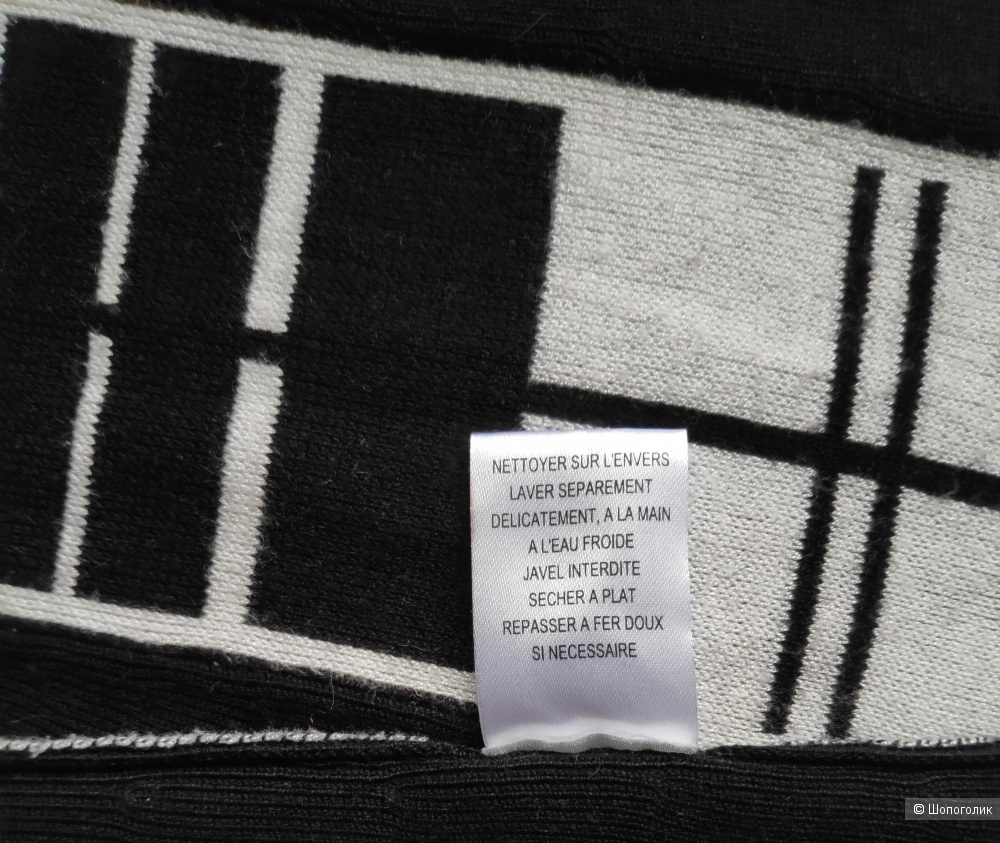 NETTOYER SUR L'ENVERS
LAVER SEPAREMENT
DELICATEMENT, A LA MAIN
A L'EAU FROIDE
JAVEL INTERDITE
SECHER A PLAT
REPASSER A FER DOUX
SI NECESSAIRE
© Шопоголик